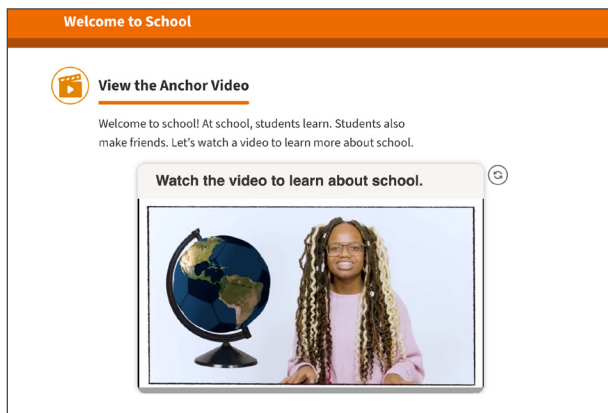 Welcome to School
View the Anchor Video
Welcome to school! At school, students learn. Students also
make friends. Let’s watch a video to learn more about school.
Watch the video to learn about school.